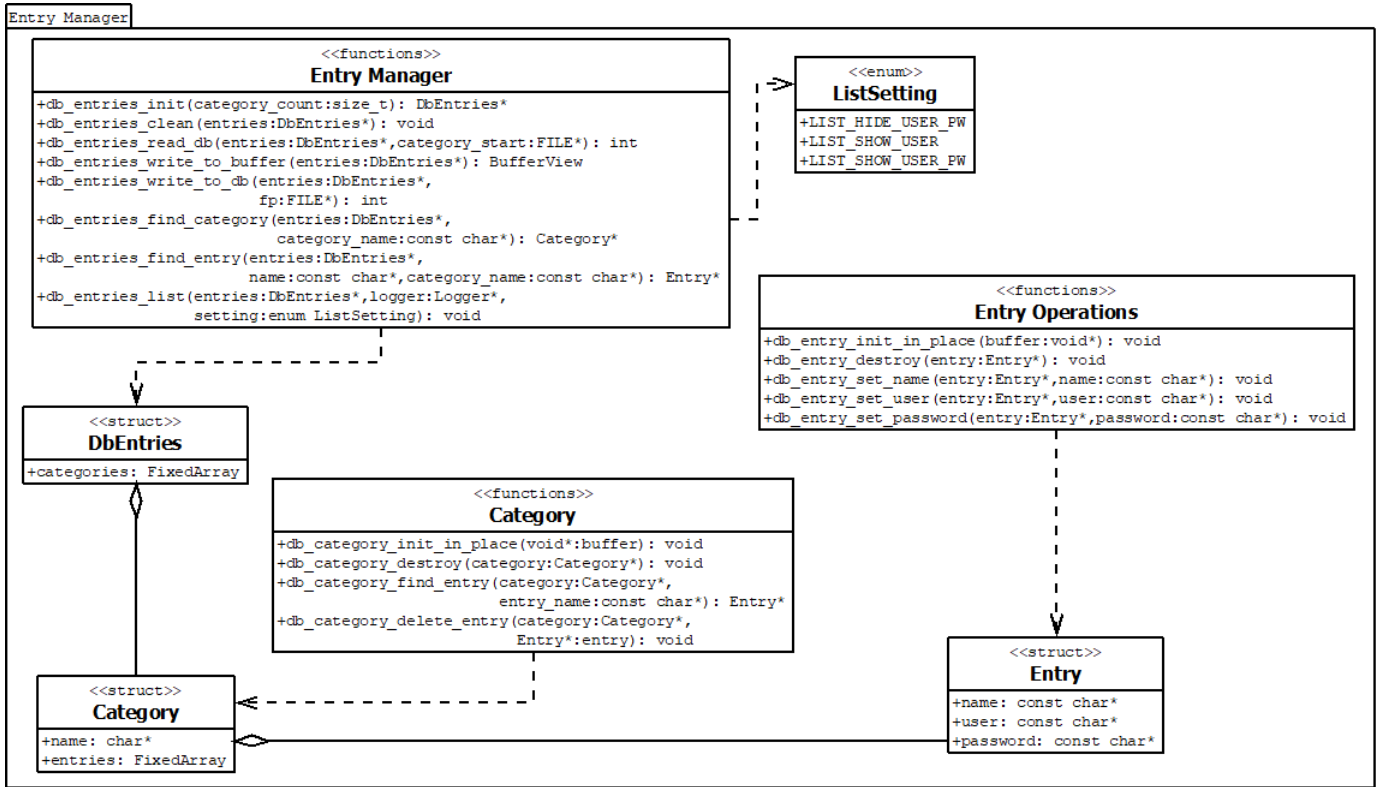 Entry Manager
<<functions>>
Entry Manager
+db_entries_init(category_count:size_t): DbEntries*
+db_entries_clean(entries:DbEntries*): void
+db_entries_read_db(entries:DbEntries*,category_start:FILE*): int
+db_entries_write_to_buffer(entries:DbEntries*): BufferView
+db_entries_write_to_db(entries:DbEntries*,
fp:FILE*): int
+db_entries_find_category(entries:DbEntries*,
category_name:const char*): Category*
+db_entries_find_entry(entries:DbEntries*,
name:const char*,category_name:const char*): Entry*
+db_entries_list(entries:DbEntries*,logger:Logger*,
setting:enum ListSetting): void
<<enum>>
ListSetting
+LIST_HIDE_USER_PW
+LIST_SHOW_USER
+LIST_SHOW_USER_PW
<<functions>>
Entry Operations
+db_entry_init_in_place(buffer:void*): void
+db_entry_destroy(entry:Entry*): void
+db_entry_set_name(entry:Entry*,name:const char*): void
+db_entry_set_user(entry:Entry*,user:const char*): void
+db_entry_set_password(entry:Entry*,password:const char*): void
<<struct>>
DbEntries
+categories: FixedArray
<<functions>>
Category
+db_category_init_in_place(void*:buffer): void
+db_category_destroy(category:Category*): void
+db_category_find_entry(category:Category*,
entry_name:const char*): Entry*
+db_category_delete_entry(category:Category*,
Entry*:entry): void
<<struct>>
Category
+name: char*
+entries: FixedArray
<<struct>>
Entry
+name: const char*
+user: const char*
+password: const char*